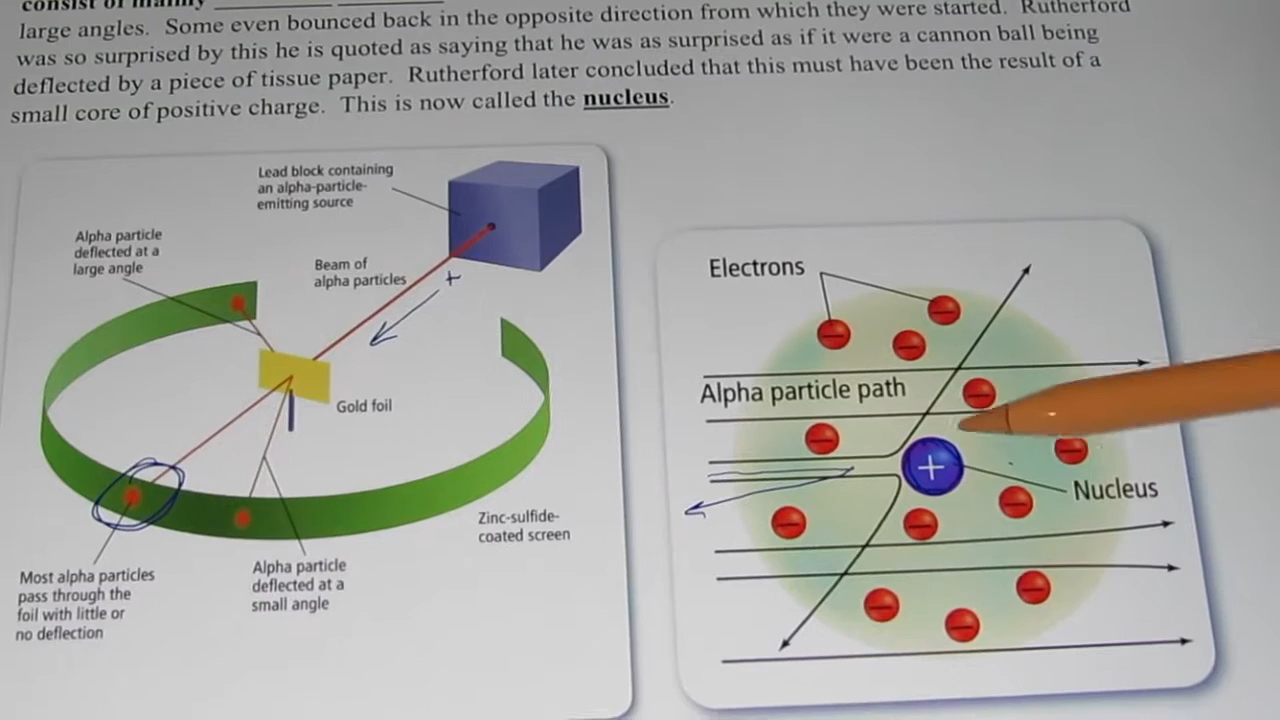 consist of mainly
large angles. Some even bounced back in the opposite direction from which they were started. Rutherford
was so surprised by this he is quoted as saying that he was as surprised as if it were a cannon ball being
deflected by a piece of tissue paper. Rutherford later concluded that this must have been the result of a
small core of positive charge. This is now called the nucleus.
Lead block containing
an alpha-particle-
emitting source
Alpha particle
deflected at a
large angle
Beam of
alpha particles
+
Gold foil
Zinc-sulfide-
coated screen
Most alpha particles
pass through the
foil with little or
no deflection
Alpha particle
deflected at a
small angle
Electrons
Alpha particle path
+
Nucleus